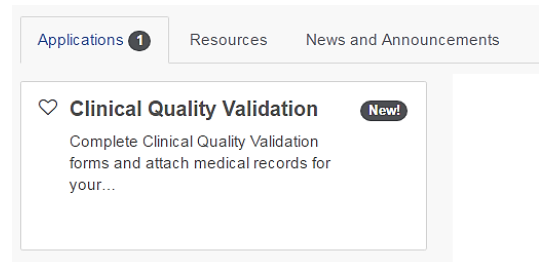 Applications 1 Resources News and Announcements
Clinical Quality Validation New!
Complete Clinical Quality Validation
forms and attach medical records for
your...